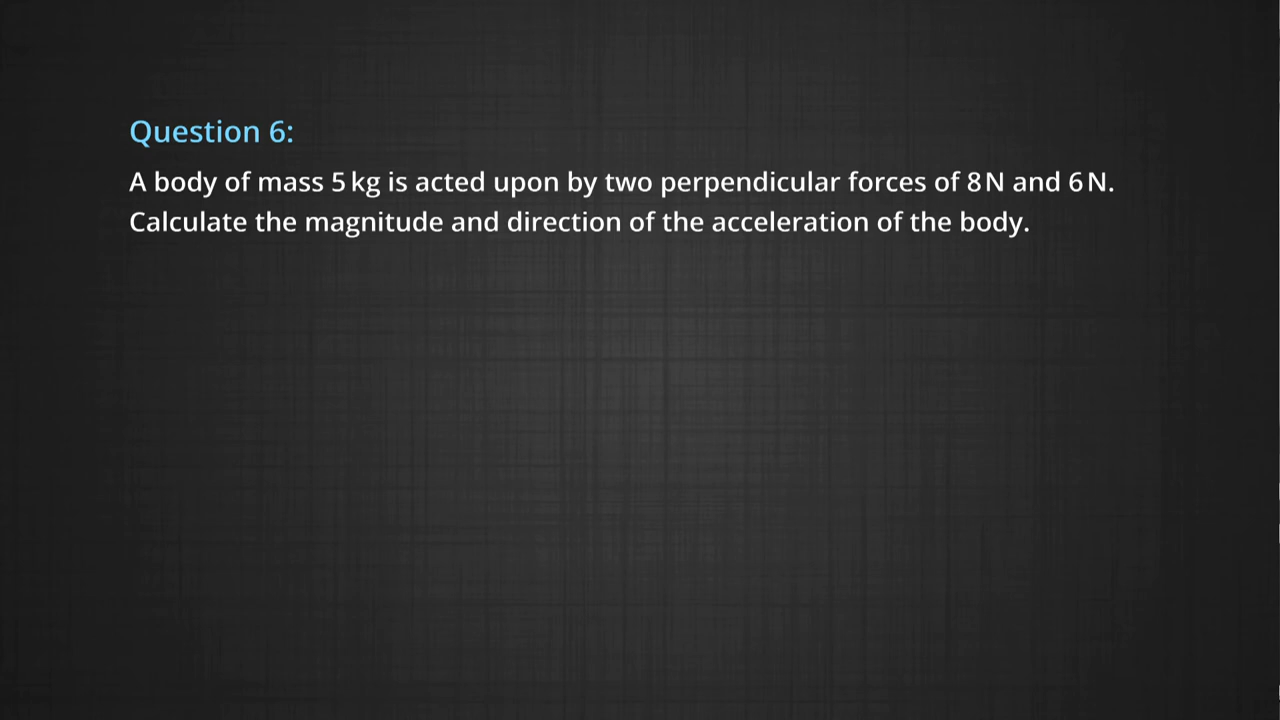 Question 6:
A body of mass 5 kg is acted upon by two perpendicular forces of 8 N and 6 N.
Calculate the magnitude and direction of the acceleration of the body.